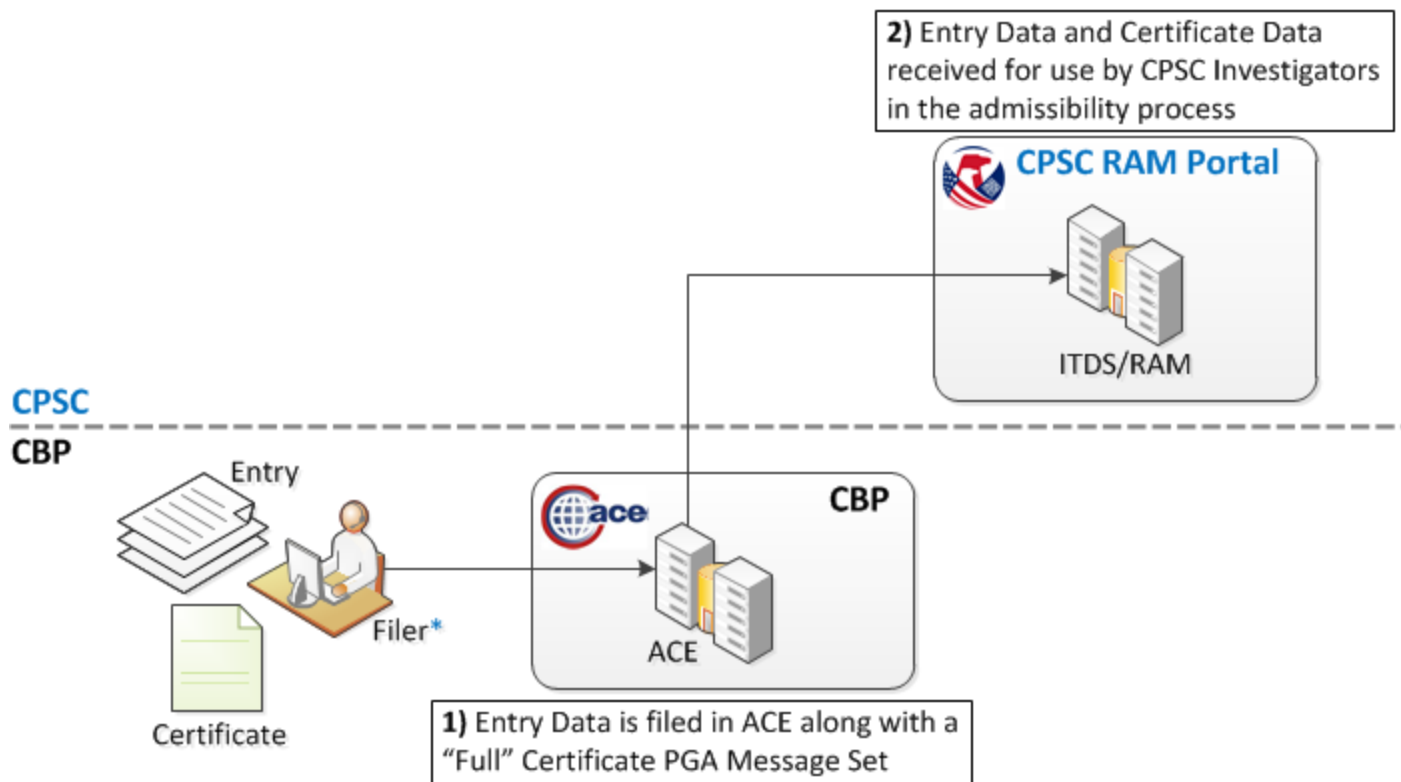 2) Entry Data and Certificate Data
received for use by CPSC Investigators
in the admissibility process
CPSC RAM Portal
ITDS/RAM
CPSC
CBP
Entry
Filer*
Certificate
ace
CBP
ACE
1) Entry Data is filed in ACE along with a
“Full” Certificate PGA Message Set